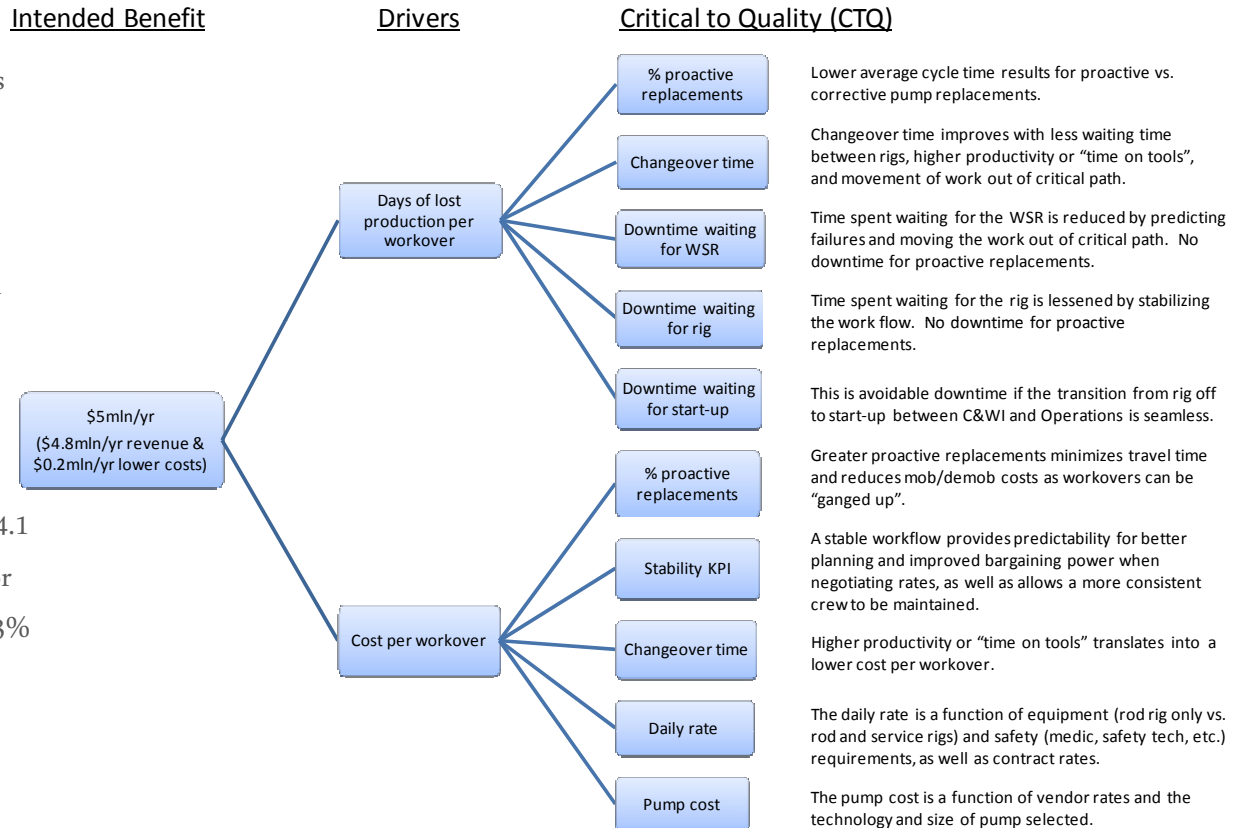 Intended Benefit
Drivers
Critical to Quality (CTQ)
s
4.1
or
3%
$5mln/yr
($4.8mln/yr revenue &
$0.2mln/yr lower costs)
Days of lost
production per
workover
% proactive
replacements
Lower average cycle time results for proactive vs.
corrective pump replacements.
Changeover time
Changeover time improves with less waiting time
between rigs, higher productivity or “time on tools”,
and movement of work out of critical path.
Downtime waiting
for WSR
Time spent waiting for the WSR is reduced by predicting
failures and moving the work out of critical path. No
downtime for proactive replacements.
Downtime waiting
for rig
Time spent waiting for the rig is lessened by stabilizing
the work flow. No downtime for proactive
replacements.
Downtime waiting
for start-up
This is avoidable downtime if the transition from rig off
to start-up between C&WI and Operations is seamless.
Cost per workover
% proactive
replacements
Greater proactive replacements minimizes travel time
and reduces mob/demob costs as workovers can be
“ganged up”.
Stability KPI
A stable workflow provides predictability for better
planning and improved bargaining power when
negotiating rates, as well as allows a more consistent
crew to be maintained.
Changeover time
Higher productivity or “time on tools” translates into a
lower cost per workover.
Daily rate
The daily rate is a function of equipment (rod rig only vs.
rod and service rigs) and safety (medic, safety tech, etc.)
requirements, as well as contract rates.
Pump cost
The pump cost is a function of vendor rates and the
technology and size of pump selected.